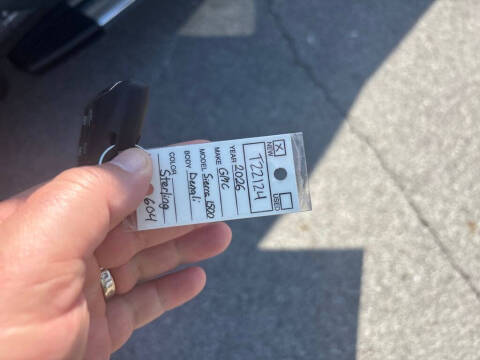 NEW X USED
T22124
YEAR 2026
MAKE GMC
MODEL Sierra 1500
BODY Denali
COLOR Sterling
604